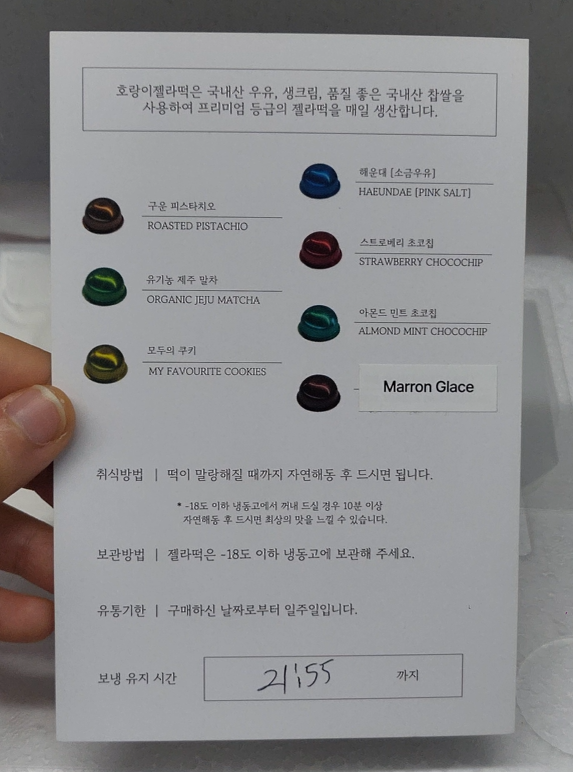 호랑이젤라떡은 국내산 우유, 생크림, 품질 좋은 국내산 찹쌀을
사용하여 프리미엄 등급의 젤라떡을 매일 생산합니다.
구운 피스타치오
ROASTED PISTACHIO
유기농 제주 말차
ORGANIC JEJU MATCHA
모두의 쿠키
MY FAVOURITE COOKIES
해운대 [소금우유]
HAEUNDAE [PINK SALT]
스트로베리 초코칩
STRAWBERRY CHOCOCHIP
아몬드 민트 초코칩
ALMOND MINT CHOCOCHIP
Marron Glace
취식방법 | 떡이 말랑해질 때까지 자연해동 후 드시면 됩니다.
* -18도 이하 냉동고에서 꺼내 드실 경우 10분 이상
자연해동 후 드시면 최상의 맛을 느낄 수 있습니다.
보관방법 | 젤라떡은 -18도 이하 냉동고에 보관해 주세요.
유통기한 | 구매하신 날짜로부터 일주일입니다.
보냉 유지 시간 21:55 까지